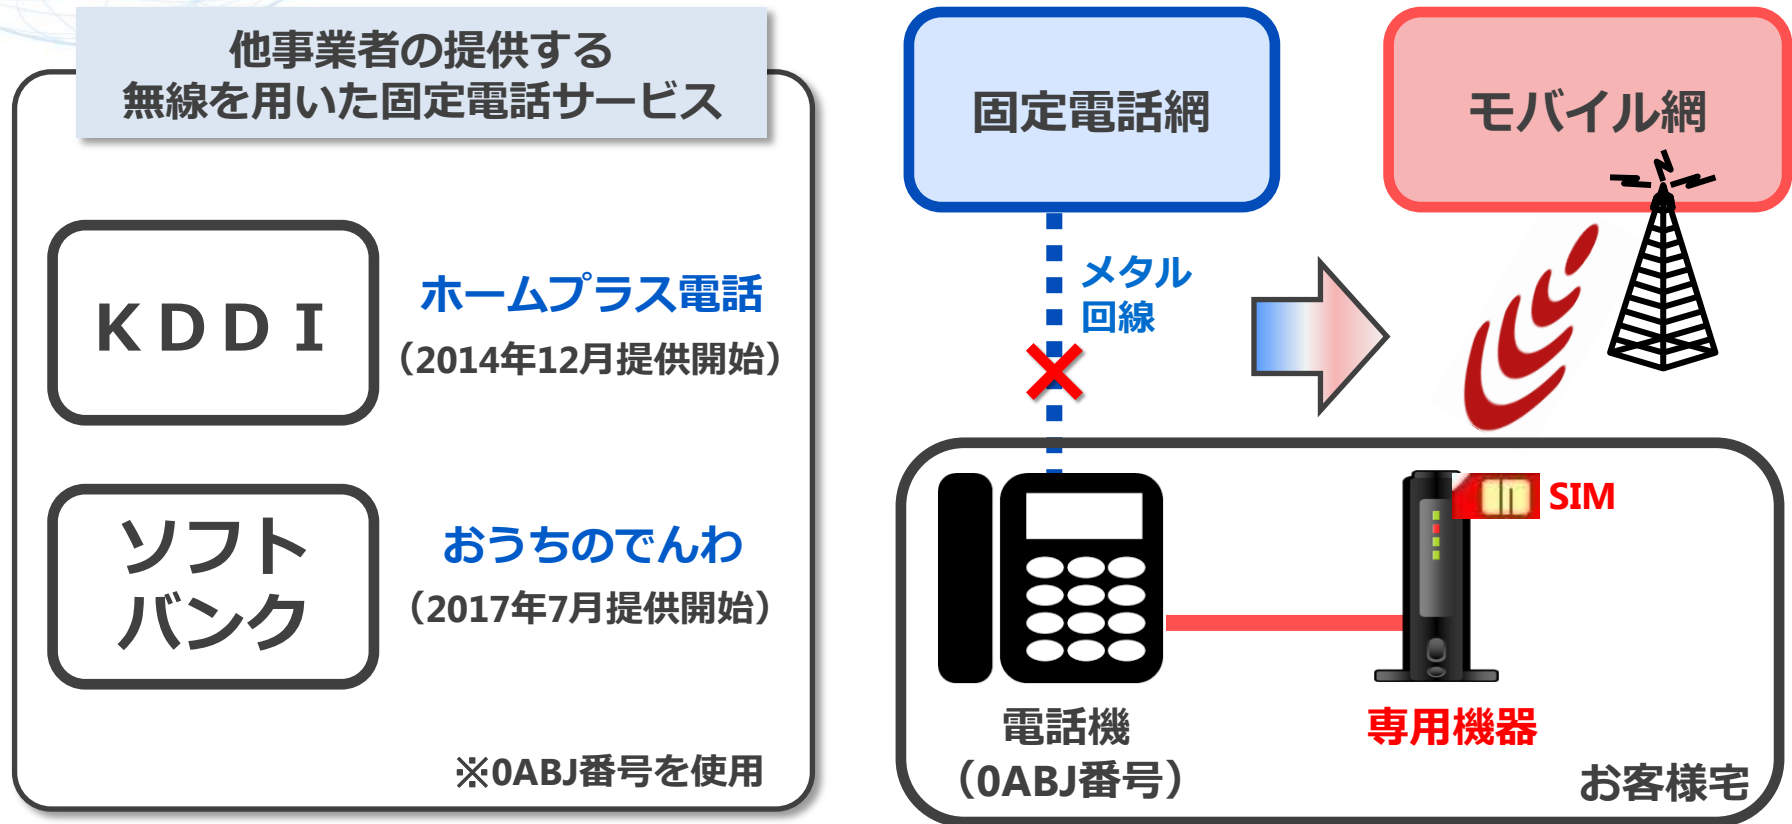 他事業者の提供する
無線を用いた固定電話サービス
ＫＤＤＩ
ホームプラス電話
（2014年12月提供開始）
ソフト
バンク
おうちのでんわ
（2017年7月提供開始）
※0ABJ番号を使用
固定電話網
モバイル網
メタル
回線
SIM
電話機
（0ABJ番号）
専用機器
お客様宅